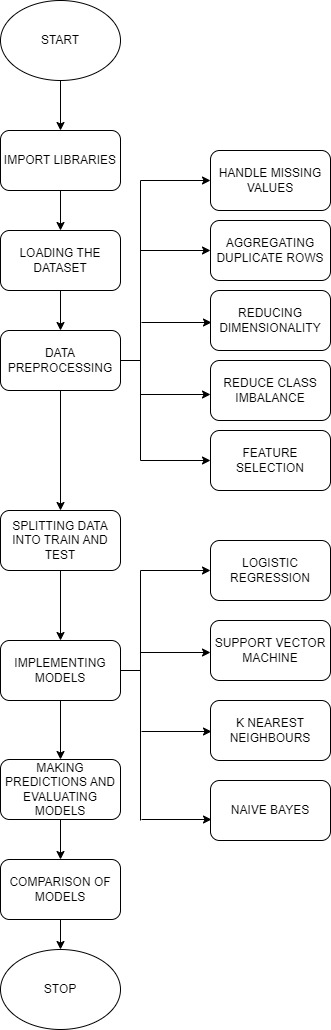 START
IMPORT LIBRARIES
LOADING THE
DATASET
DATA
PREPROCESSING
HANDLE MISSING
VALUES
AGGREGATING
DUPLICATE ROWS
REDUCING
DIMENSIONALITY
REDUCE CLASS
IMBALANCE
FEATURE
SELECTION
SPLITTING DATA
INTO TRAIN AND
TEST
IMPLEMENTING
MODELS
LOGISTIC
REGRESSION
SUPPORT VECTOR
MACHINE
K NEAREST
NEIGHBOURS
NAIVE BAYES
MAKING
PREDICTIONS AND
EVALUATING
MODELS
COMPARISON OF
MODELS
STOP